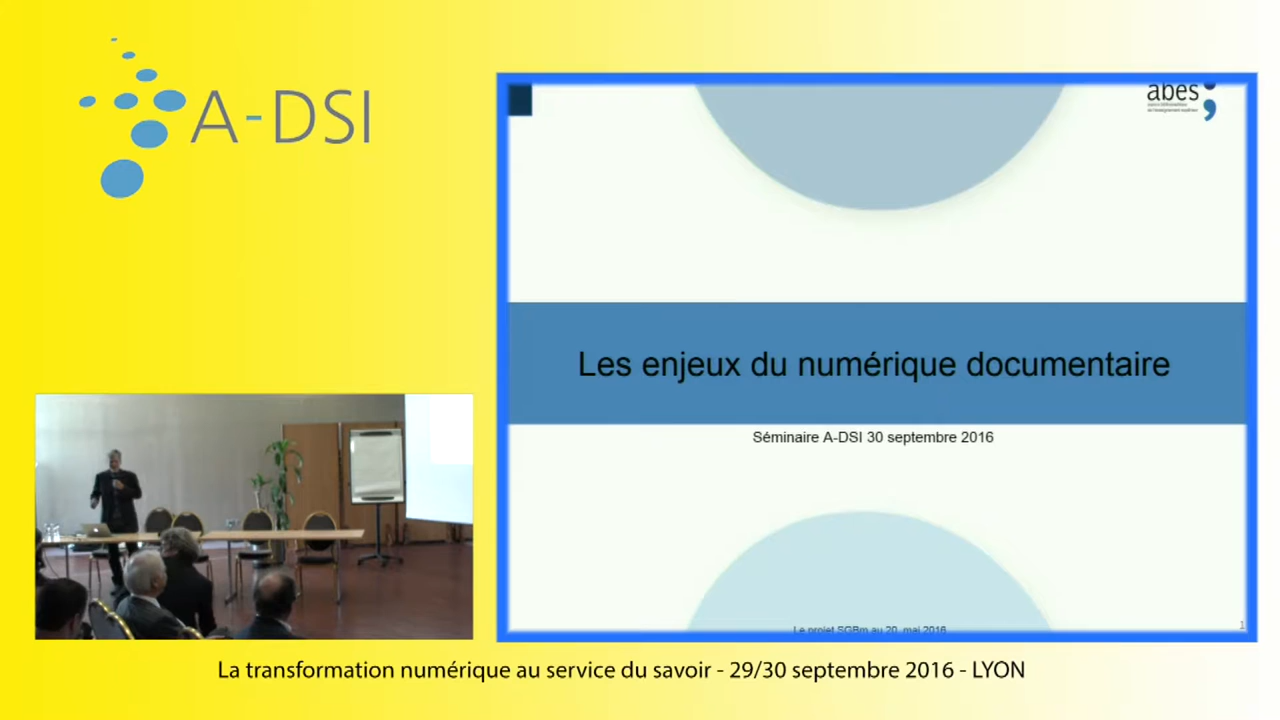 A-DSI
abes
Les enjeux du numérique documentaire
Séminaire A-DSI 30 septembre 2016
Le projet SGBm au 20 mai 2016
1
La transformation numérique au service du savoir - 29/30 septembre 2016 - LYON